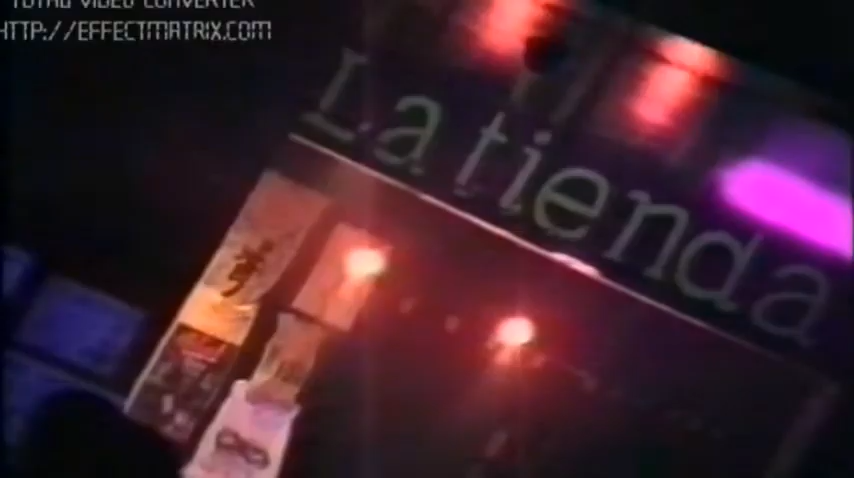 TOTAL VIDEO CONVERTER
HTTP://EFFECTMATRIX.COM
La tienda